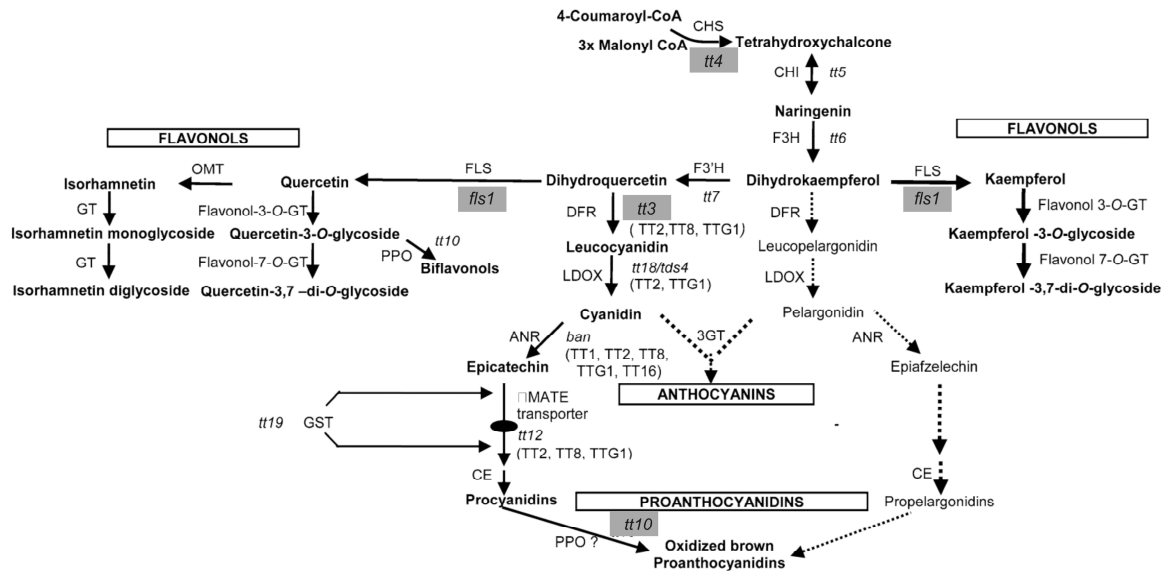 4-Coumaroyl-CoA
CHS
3x Malonyl CoA
Tetrahydroxychalcone
tt4
CHI
tt5
Naringenin
FLAVONOLS
FLAVONOLS
F3H
tt6
OMT
FLS
F3'H
FLS
Isorhamnetin
Quercetin
Dihydroquercetin
Dihydrokaempferol
Kaempferol
fls1
tt7
fls1
GT
Flavonol-3-O-GT
DFR
tt3
DFR
Flavonol 3-O-GT
( TT2,TT8, TTG1)
Isorhamnetin monoglycoside
Quercetin-3-O-glycoside
tt10
Leucocyanidin
Leucopelargonidin
Kaempferol -3-O-glycoside
GT
Flavonol-7-O-GT
PPO
Biflavonols
LDOX
tt18/tds4
(TT2, TTG1)
LDOX
Flavonol 7-O-GT
Isorhamnetin diglycoside
Quercetin-3,7 –di-O-glycoside
Kaempferol -3,7-di-O-glycoside
Cyanidin
Pelargonidin
ANR
ban
3GT
ANR
(TT1, TT2, TT8,
TTG1, TT16)
Epicatechin
Epiafzelechin
ANTHOCYANINS
MATE
transporter
tt19
GST
tt12
(TT2, TT8, TTG1)
CE
CE
Procyanidins
PROANTHOCYANIDINS
Propelargonidins
tt10
PPO ?
Oxidized brown
Proanthocyanidins